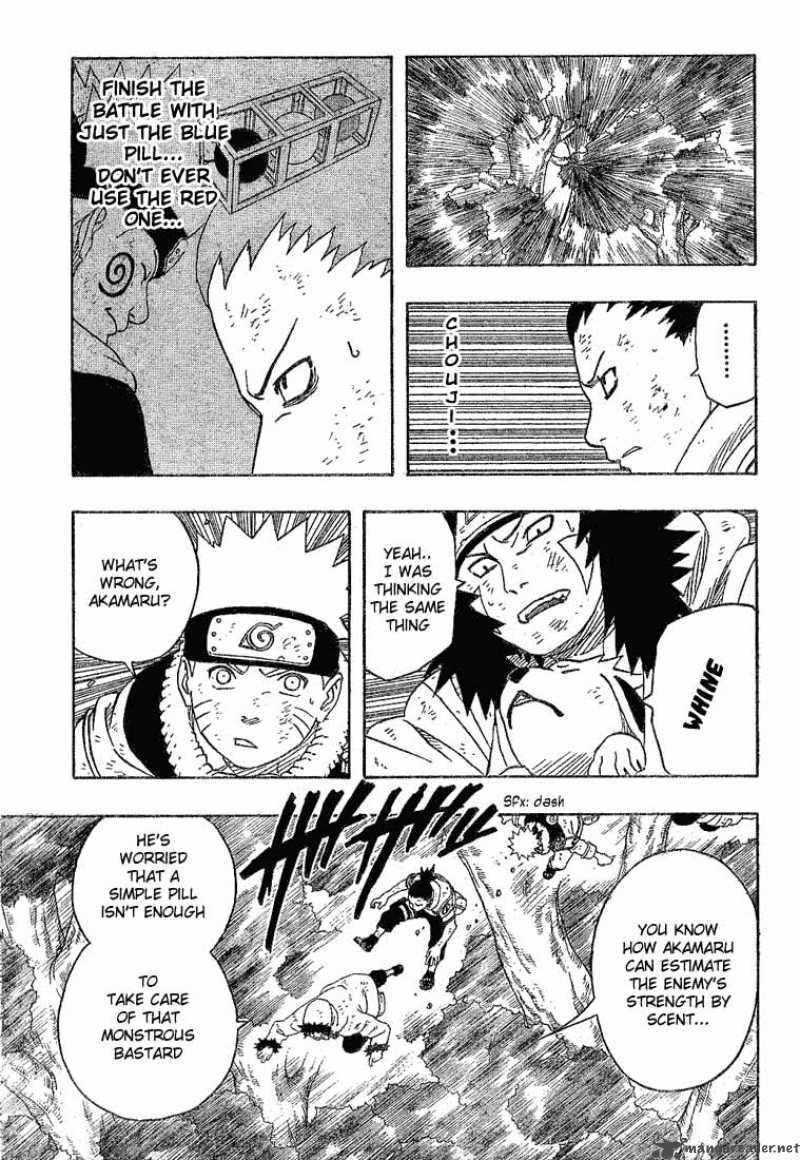 .........
CHOUJI...
FINISH THE
BATTLE WITH
JUST THE BLUE
PILL...
DON'T EVER
USE THE RED
ONE...
WHINE
YEAH..
I WAS
THINKING
THE SAME
THING
WHAT'S
WRONG,
AKAMARU?
Sfx: dash
YOU KNOW
HOW AKAMARU
CAN ESTIMATE
THE ENEMY'S
STRENGTH BY
SCENT...
HE'S
WORRIED
THAT A
SIMPLE PILL
ISN'T ENOUGH
TO
TAKE CARE
OF THAT
MONSTROUS
BASTARD
mangareader.net